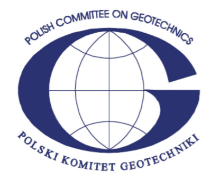 POLISH COMMITTEE ON GEOTECHNICS
POLSKI KOMITET GEOTECHNIKI